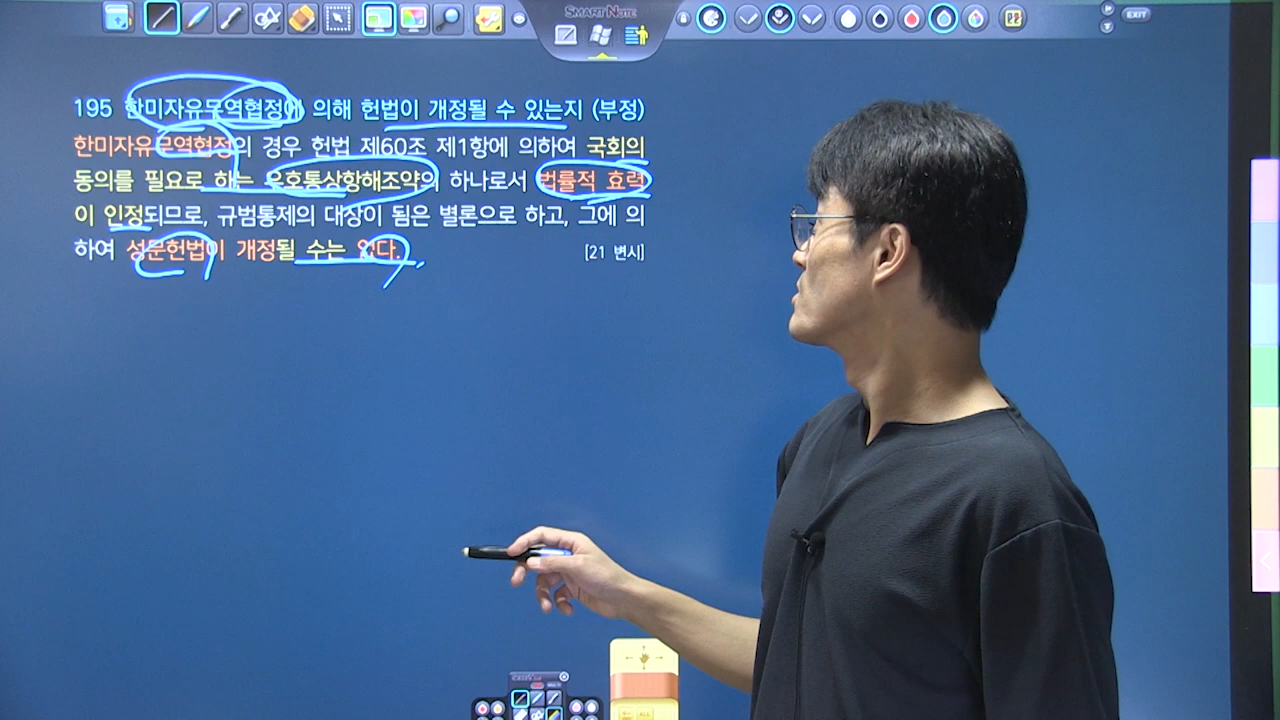 SMART NOTE
EXIT
195 한미자유무역협정에 의해 헌법이 개정될 수 있는지 (부정)
한미자유무역협정의 경우 헌법 제60조 제1항에 의하여 국회의
동의를 필요로 하는 우호통상항해조약의 하나로서 법률적 효력
이 인정되므로, 규범통제의 대상이 됨은 별론으로 하고, 그에 의
하여 성문헌법이 개정될 수는 없다.
[21 변시]